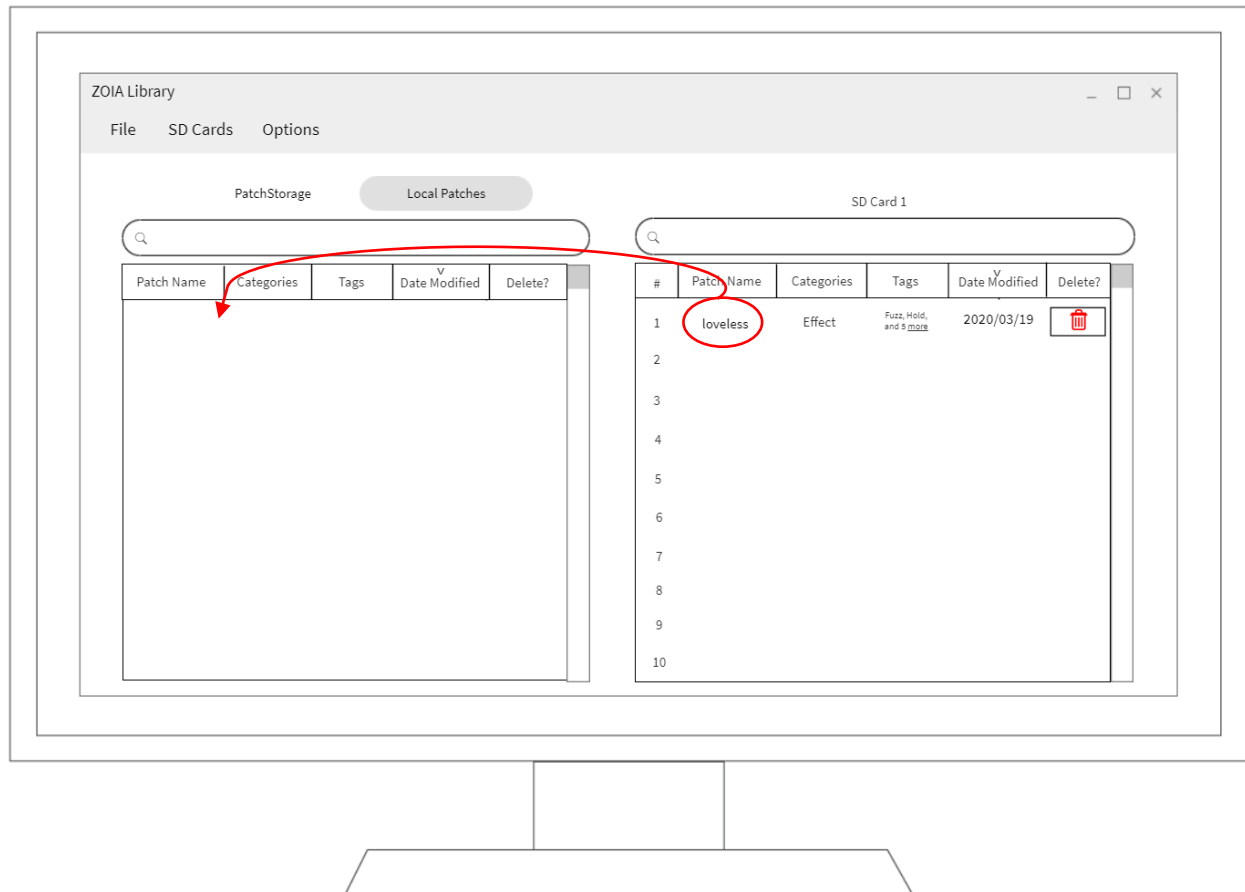 ZOIA Library
File SD Cards Options
PatchStorage Local Patches
Patch Name Categories Tags v Date Modified Delete?
SD Card 1
# Patch Name Categories Tags v Date Modified Delete?
1 loveless Effect Fuzz, Hold, and 5 more 2020/03/19
2
3
4
5
6
7
8
9
10